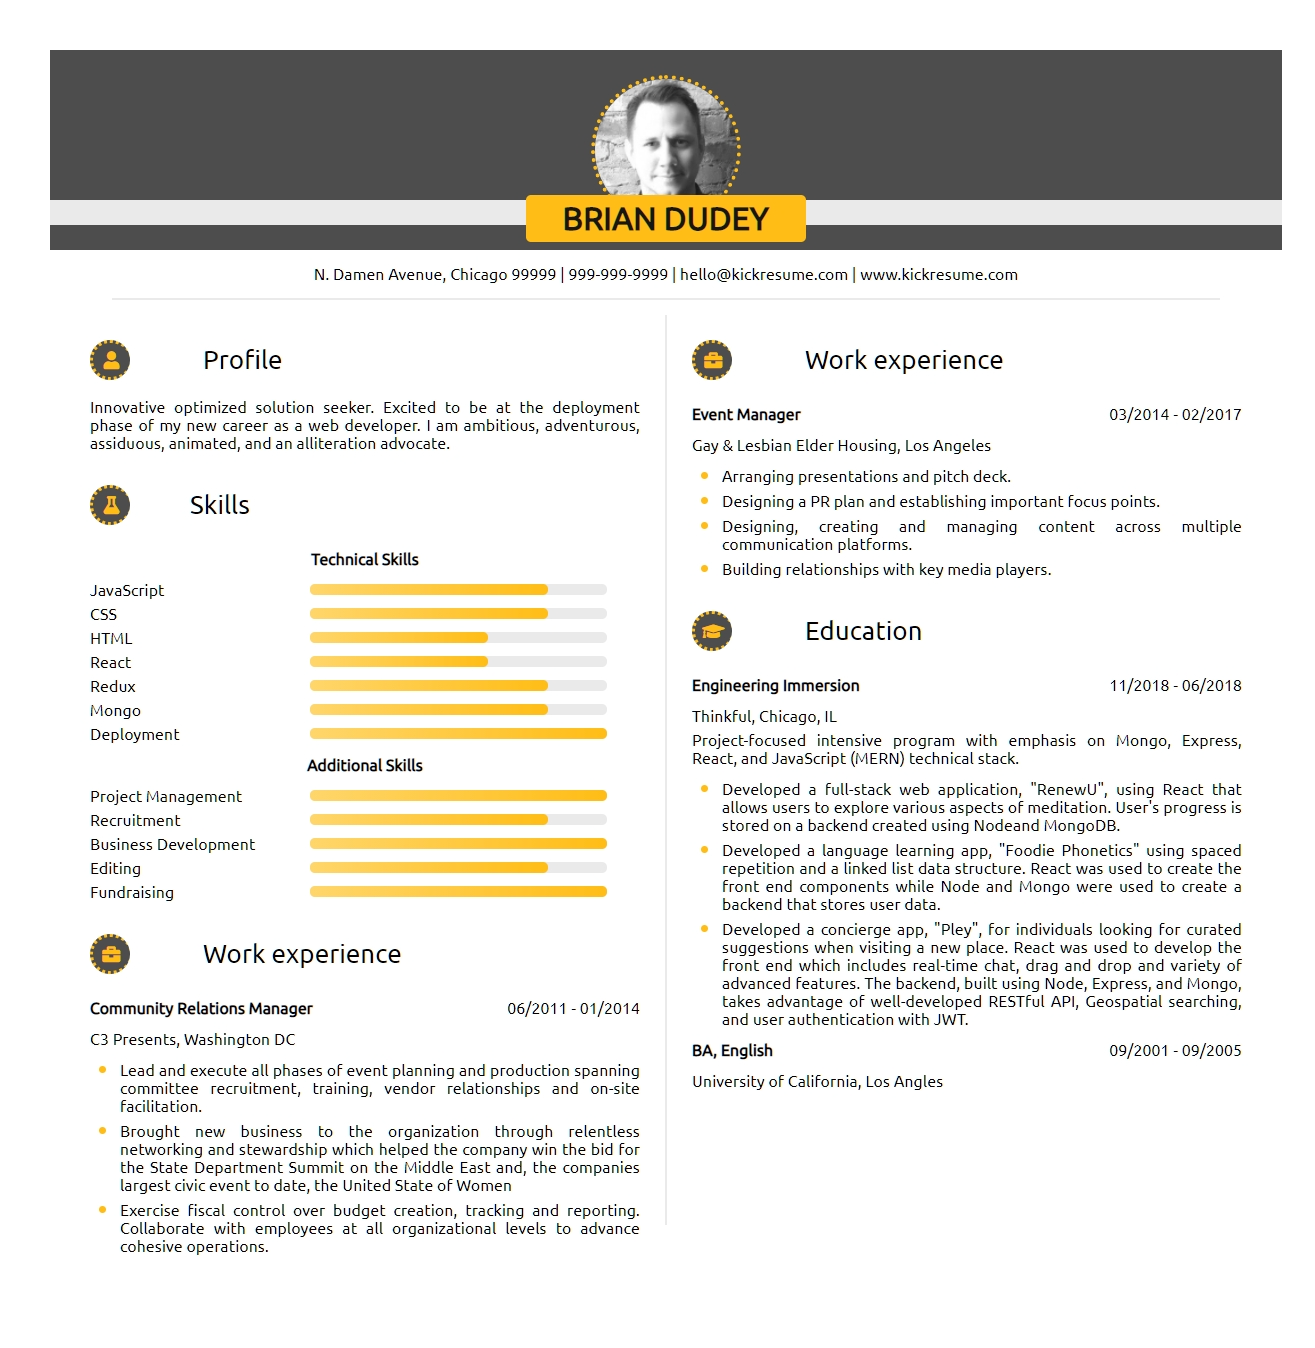 BRIAN DUDEY
N. Damen Avenue, Chicago 99999 | 999-999-9999 | hello@kickresume.com | www.kickresume.com
Profile
Innovative optimized solution seeker. Excited to be at the deployment
phase of my new career as a web developer. I am ambitious, adventurous,
assiduous, animated, and an alliteration advocate.
Skills
Technical Skills
JavaScript
CSS
HTML
React
Redux
Mongo
Deployment
Additional Skills
Project Management
Recruitment
Business Development
Editing
Fundraising
Work experience
Community Relations Manager 06/2011 - 01/2014
C3 Presents, Washington DC
Lead and execute all phases of event planning and production spanning
committee recruitment, training, vendor relationships and on-site
facilitation.
Brought new business to the organization through relentless
networking and stewardship which helped the company win the bid for
the State Department Summit on the Middle East and, the companies
largest civic event to date, the United State of Women
Exercise fiscal control over budget creation, tracking and reporting.
Collaborate with employees at all organizational levels to advance
cohesive operations.
Work experience
Event Manager 03/2014 - 02/2017
Gay & Lesbian Elder Housing, Los Angeles
Arranging presentations and pitch deck.
Designing a PR plan and establishing important focus points.
Designing, creating and managing content across multiple
communication platforms.
Building relationships with key media players.
Education
Engineering Immersion 11/2018 - 06/2018
Thinkful, Chicago, IL
Project-focused intensive program with emphasis on Mongo, Express,
React, and JavaScript (MERN) technical stack.
Developed a full-stack web application, "RenewU", using React that
allows users to explore various aspects of meditation. User's progress is
stored on a backend created using Nodeand MongoDB.
Developed a language learning app, "Foodie Phonetics" using spaced
repetition and a linked list data structure. React was used to create the
front end components while Node and Mongo were used to create a
backend that stores user data.
Developed a concierge app, "Pley", for individuals looking for curated
suggestions when visiting a new place. React was used to develop the
front end which includes real-time chat, drag and drop and variety of
advanced features. The backend, built using Node, Express, and Mongo,
takes advantage of well-developed RESTful API, Geospatial searching,
and user authentication with JWT.
BA, English 09/2001 - 09/2005
University of California, Los Angles